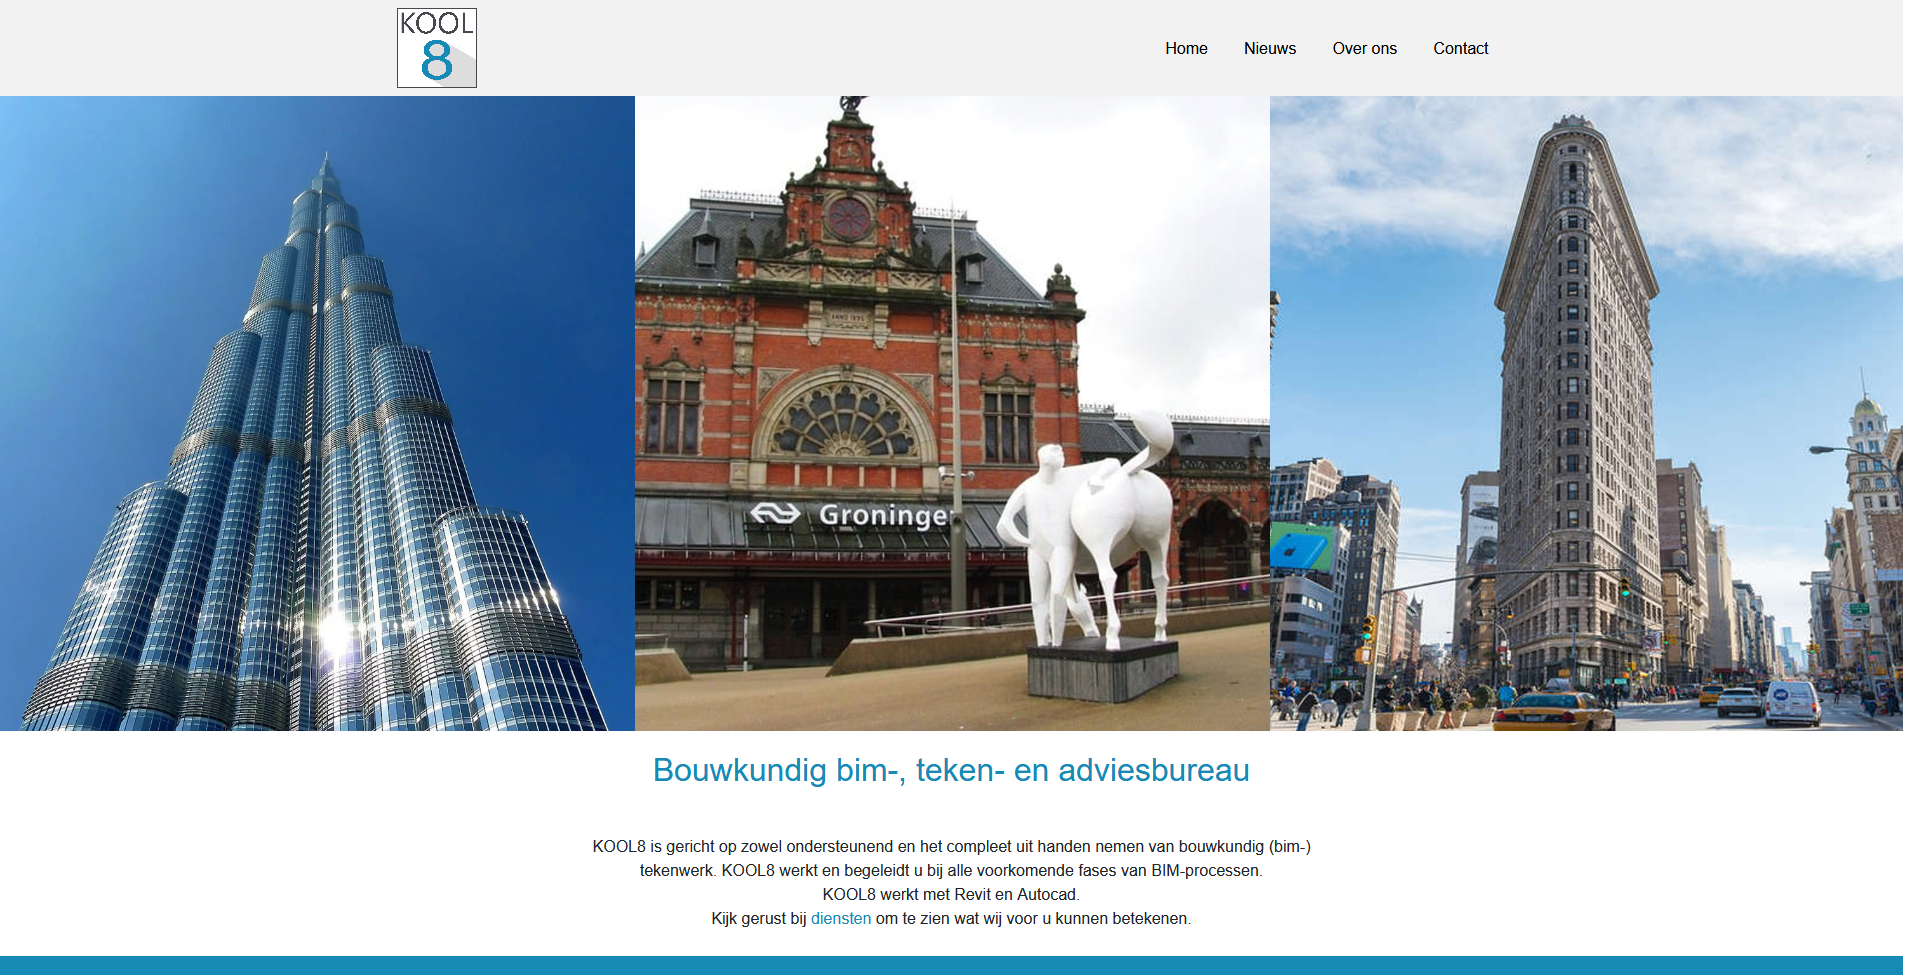 KOOL
8
Home Nieuws Over ons Contact
ANNO 1895
Groninge
Bouwkundig bim-, teken- en adviesbureau
KOOL8 is gericht op zowel ondersteunend en het compleet uit handen nemen van bouwkundig (bim-)
tekenwerk. KOOL8 werkt en begeleidt u bij alle voorkomende fases van BIM-processen.
KOOL8 werkt met Revit en Autocad.
Kijk gerust bij diensten om te zien wat wij voor u kunnen betekenen.